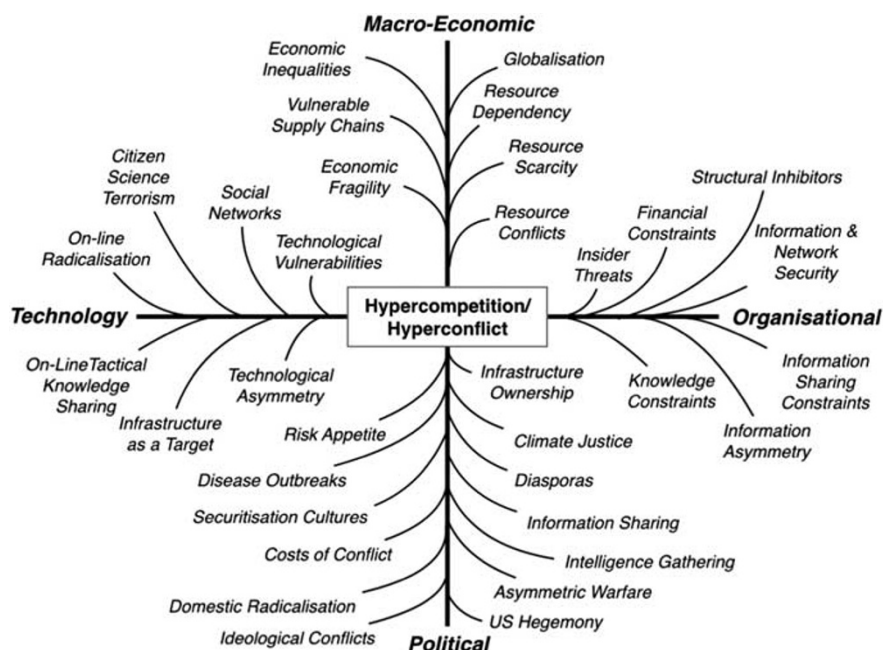 Macro-Economic
Economic
Inequalities
Globalisation
Vulnerable
Supply Chains
Resource
Dependency
Economic
Fragility
Resource
Scarcity
Resource
Conflicts
Citizen
Science
Terrorism
Social
Networks
On-line
Radicalisation
Technological
Vulnerabilities
Structural Inhibitors
Financial
Constraints
Insider
Threats
Information &
Network
Security
Technology
Hypercompetition/
Hyperconflict
Organisational
On-LineTactical
Knowledge
Sharing
Infrastructure
as a Target
Technological
Asymmetry
Infrastructure
Ownership
Knowledge
Constraints
Information
Sharing
Constraints
Information
Asymmetry
Risk Appetite
Climate Justice
Disease Outbreaks
Diasporas
Securitisation Cultures
Information Sharing
Costs of Conflict
Intelligence Gathering
Domestic Radicalisation
Asymmetric Warfare
Ideological Conflicts
US Hegemony
Political